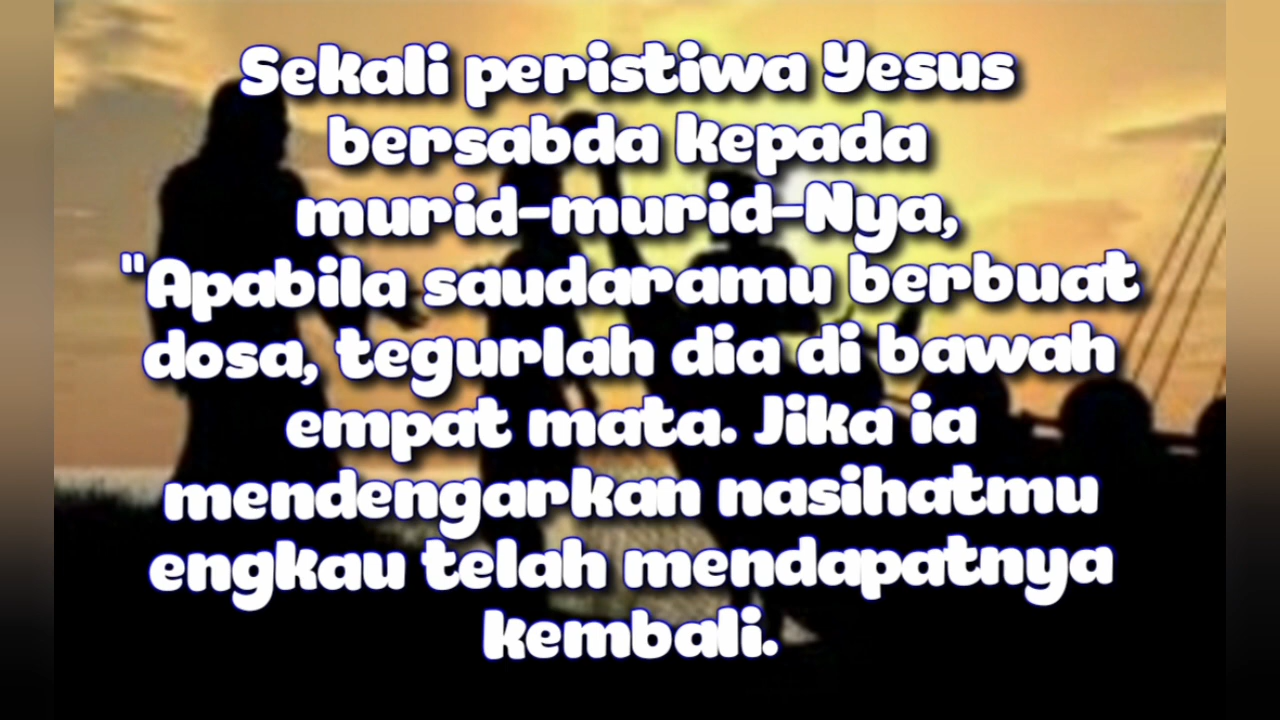 Sekali peristiwa Yesus
bersabda kepada
murid-murid-Nya,
"Apabila saudaramu berbuat
dosa, tegurlah dia di bawah
empat mata. Jika ia
mendengarkan nasihatmu
engkau telah mendapatnya
kembali.